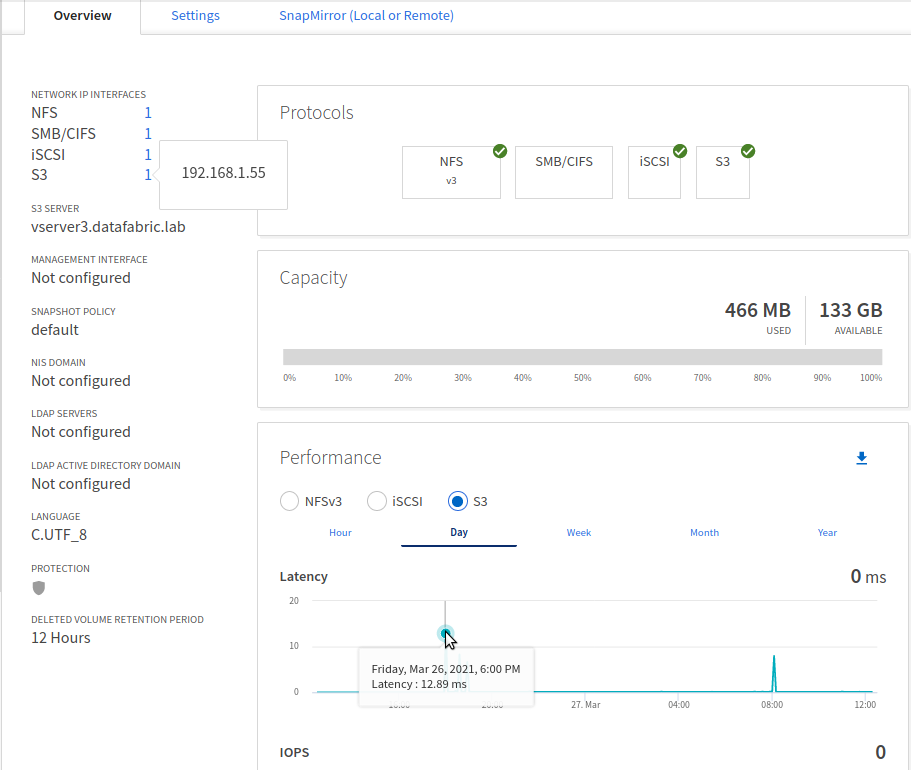 Overview
Settings
SnapMirror (Local or Remote)
NETWORK IP INTERFACES
NFS 1
SMB/CIFS 1
iSCSI 1
S3 1
192.168.1.55
S3 SERVER
vserver3.datafabric.lab
MANAGEMENT INTERFACE
Not configured
SNAPSHOT POLICY
default
NIS DOMAIN
Not configured
LDAP SERVERS
Not configured
LDAP ACTIVE DIRECTORY DOMAIN
Not configured
LANGUAGE
C.UTF_8
PROTECTION
DELETED VOLUME RETENTION PERIOD
12 Hours
Protocols
NFS
v3
SMB/CIFS
iSCSI
S3
Capacity
466 MB
USED
133 GB
AVAILABLE
0% 10% 20% 30% 40% 50% 60% 70% 80% 90% 100%
Performance
NFSv3 iSCSI S3
Hour Day Week Month Year
Latency
0 ms
20
10
0
Friday, Mar 26, 2021, 6:00 PM
Latency : 12.89 ms
27. Mar 04:00 08:00 12:00
IOPS
0